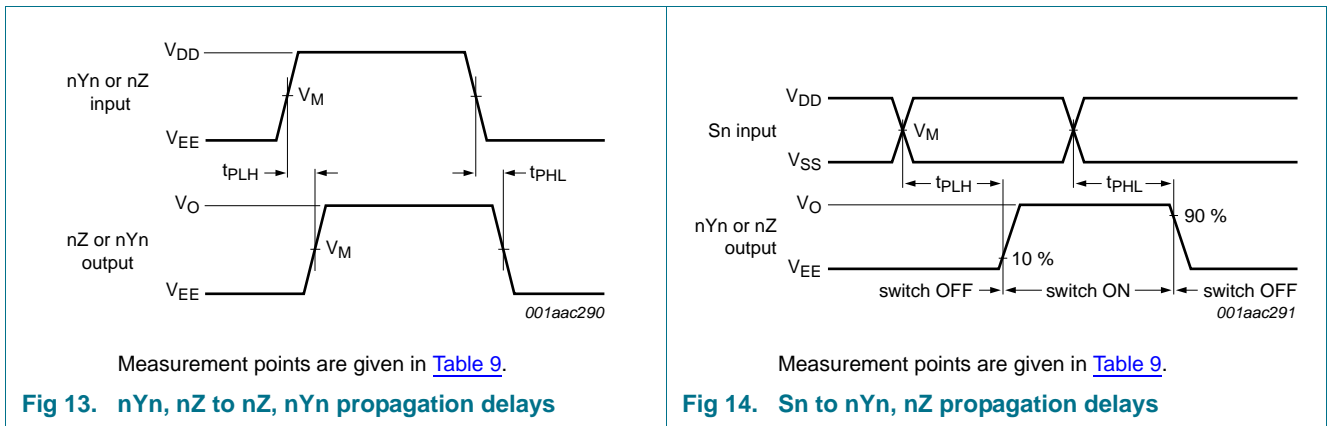 VDD
nYn or nZ
input
VM
VEE
tPLH
tPHL
VO
nZ or nYn
output
VM
VEE
001aac290
Measurement points are given in Table 9.
Fig 13. nYn, nZ to nZ, nYn propagation delays
VDD
Sn input
VM
VSS
tPLH
tPHL
VO
nYn or nZ
output
90 %
10 %
VEE
switch OFF
switch ON
switch OFF
001aac291
Measurement points are given in Table 9.
Fig 14. Sn to nYn, nZ propagation delays